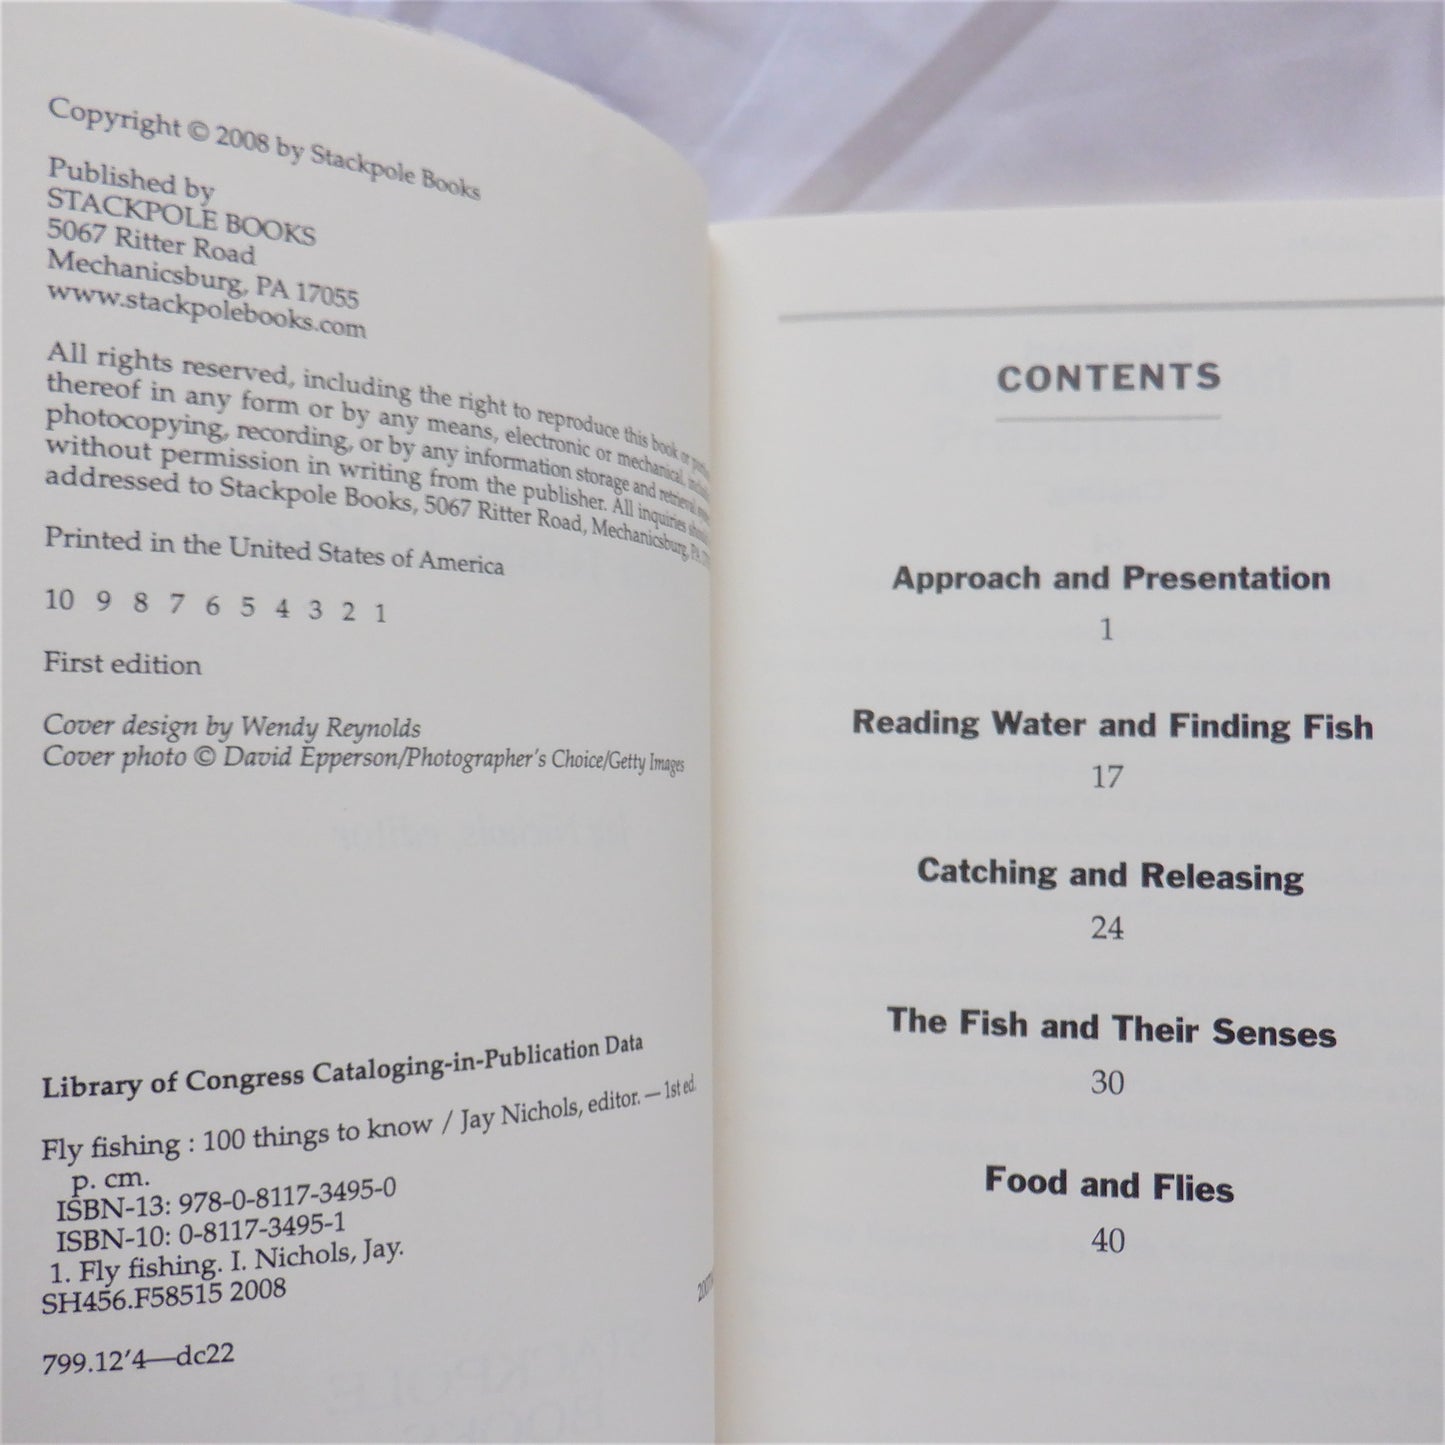 Copyright © 2008 by Stackpole Books
Published by
STACKPOLE BOOKS
5067 Ritter Road
Mechanicsburg, PA 17055
www.stackpolebooks.com
All rights reserved, including the right to reproduce this book or
thereof in any form or by any means, electronic or mechanical,
photocopying, recording, or by any information storage and retrieval
without permission in writing from the publisher. All inquiries
addressed to Stackpole Books, 5067 Ritter Road, Mechanicsburg, PA
Printed in the United States of America
10 9 8 7 6 5 4 3 2 1
First edition
Cover design by Wendy Reynolds
Cover photo © David Epperson/Photographer's Choice/Getty Images
Library of Congress Cataloging-in-Publication Data
Fly fishing : 100 things to know / Jay Nichols, editor. — 1st ed.
p. cm.
ISBN-13: 978-0-8117-3495-0
ISBN-10: 0-8117-3495-1
1. Fly fishing. I. Nichols, Jay.
SH456.F58515 2008
799.12'4—dc22
CONTENTS
Approach and Presentation
1
Reading Water and Finding Fish
17
Catching and Releasing
24
The Fish and Their Senses
30
Food and Flies
40